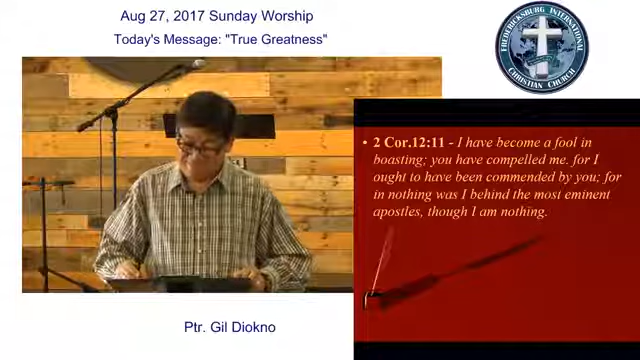 Aug 27, 2017 Sunday Worship
Today's Message: "True Greatness"
FREDERICKSBURG INTERNATIONAL
CHRISTIAN CHURCH
• 2 Cor.12:11 - I have become a fool in
boasting; you have compelled me. for I
ought to have been commended by you; for
in nothing was I behind the most eminent
apostles, though I am nothing.
Ptr. Gil Diokno